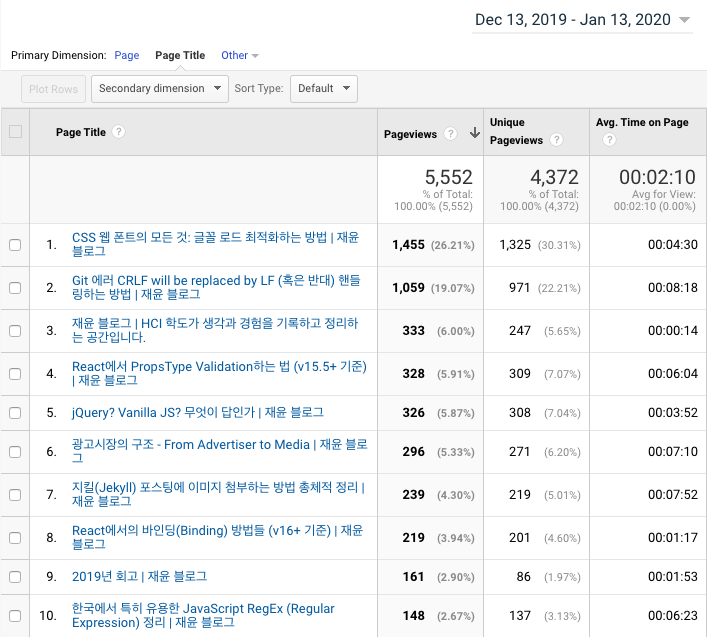 Dec 13, 2019 - Jan 13, 2020
Primary Dimension: Page Page Title Other
Plot Rows Secondary dimension Sort Type: Default
Page Title ? Pageviews ? Unique Pageviews ? Avg. Time on Page ?
5,552 4,372 00:02:10
% of Total: % of Total: Avg for View:
100.00% (5,552) 100.00% (4,372) 00:02:10 (0.00%)
1. CSS 웹 폰트의 모든 것: 글꼴 로드 최적화하는 방법 | 재윤 1,455 (26.21%) 1,325 (30.31%) 00:04:30
블로그
2. Git 에러 CRLF will be replaced by LF (혹은 반대) 핸들 1,059 (19.07%) 971 (22.21%) 00:08:18
링하는 방법 | 재윤 블로그
3. 재윤 블로그 | HCI 학도가 생각과 경험을 기록하고 정리하 333 (6.00%) 247 (5.65%) 00:00:14
는 공간입니다.
4. React에서 PropsType Validation하는 법 (v15.5+ 기준) 328 (5.91%) 309 (7.07%) 00:06:04
| 재윤 블로그
5. jQuery? Vanilla JS? 무엇이 답인가 | 재윤 블로그 326 (5.87%) 308 (7.04%) 00:03:52
6. 광고시장의 구조 - From Advertiser to Media | 재윤 블로 296 (5.33%) 271 (6.20%) 00:07:10
그
7. 지킬(Jekyll) 포스팅에 이미지 첨부하는 방법 총체적 정리 | 239 (4.30%) 219 (5.01%) 00:07:52
재윤 블로그
8. React에서의 바인딩(Binding) 방법들 (v16+ 기준) | 재윤 219 (3.94%) 201 (4.60%) 00:01:17
블로그
9. 2019년 회고 | 재윤 블로그 161 (2.90%) 86 (1.97%) 00:01:53
10. 한국에서 특히 유용한 JavaScript RegEx (Regular 148 (2.67%) 137 (3.13%) 00:06:23
Expression) 정리 | 재윤 블로그